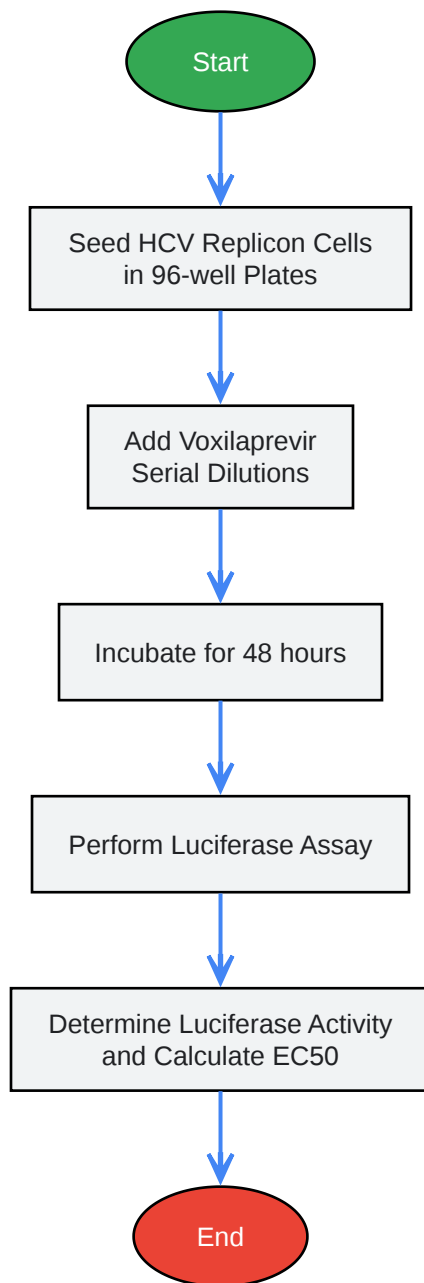 Start
Seed HCV Replicon Cells
in 96-well Plates
Add Voxilaprevir
Serial Dilutions
Incubate for 48 hours
Perform Luciferase Assay
Determine Luciferase Activity
and Calculate EC50
End